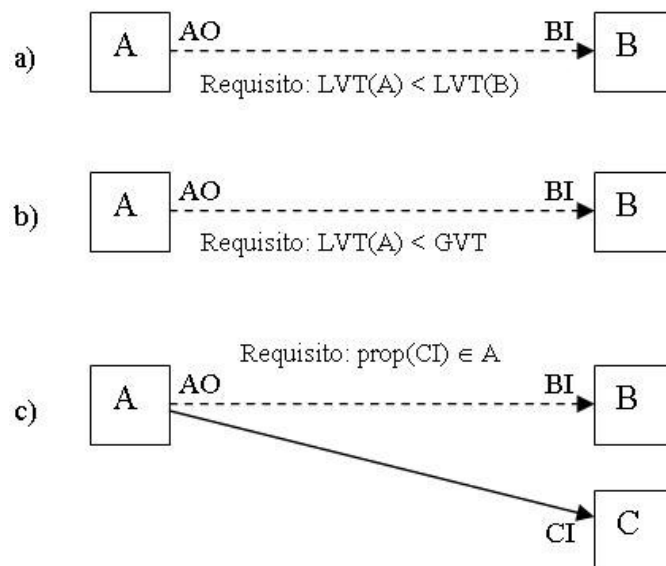 a) A AO BI B
Requisito: LVT(A) < LVT(B)
b) A AO BI B
Requisito: LVT(A) < GVT
Requisito: prop(CI) ∈ A
c) A AO BI B
CI C